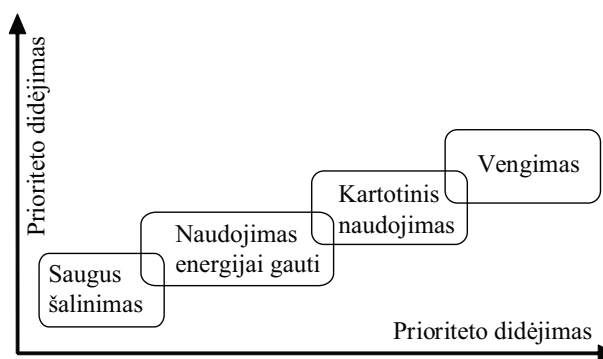 Prioriteto didėjimas
Vengimas
Kartotinis
naudojimas
Naudojimas
energijai gauti
Saugus
šalinimas
Prioriteto didėjimas